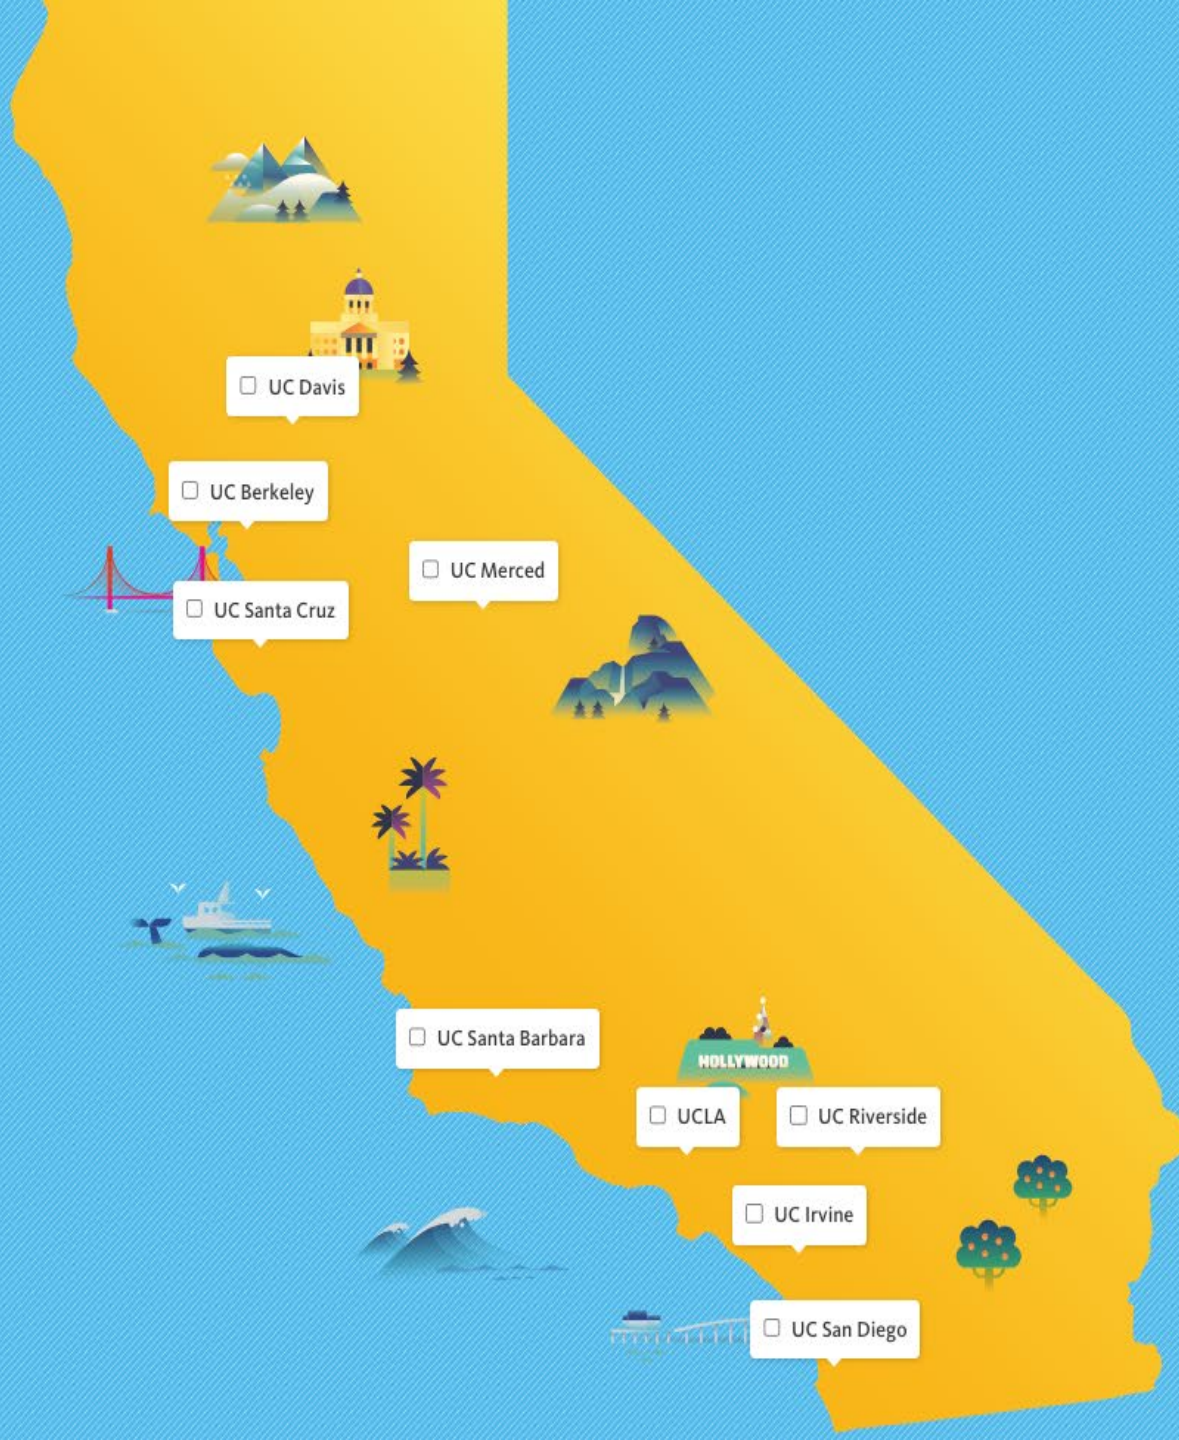 UC Davis
UC Berkeley
UC Merced
UC Santa Cruz
UC Santa Barbara
HOLLYWOOD
UCLA
UC Riverside
UC Irvine
UC San Diego